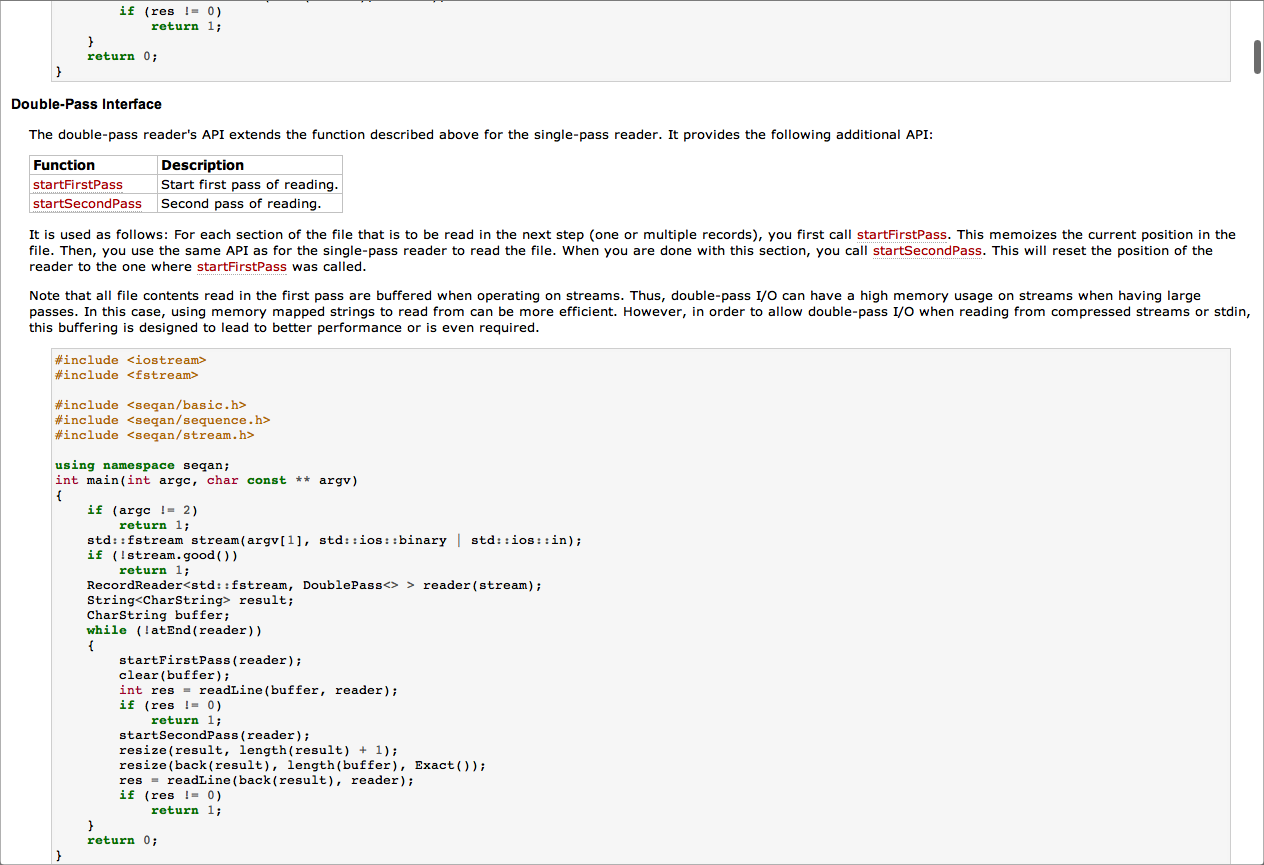 if (res != 0)
            return 1;
    }
    return 0;
}
Double-Pass Interface
The double-pass reader's API extends the function described above for the single-pass reader. It provides the following additional API:
Function Description
startFirstPass Start first pass of reading.
startSecondPass Second pass of reading.
It is used as follows: For each section of the file that is to be read in the next step (one or multiple records), you first call startFirstPass. This memoizes the current position in the
file. Then, you use the same API as for the single-pass reader to read the file. When you are done with this section, you call startSecondPass. This will reset the position of the
reader to the one where startFirstPass was called.
Note that all file contents read in the first pass are buffered when operating on streams. Thus, double-pass I/O can have a high memory usage on streams when having large
passes. In this case, using memory mapped strings to read from can be more efficient. However, in order to allow double-pass I/O when reading from compressed streams or stdin,
this buffering is designed to lead to better performance or is even required.
#include <iostream>
#include <fstream>
#include <seqan/basic.h>
#include <seqan/sequence.h>
#include <seqan/stream.h>
using namespace seqan;
int main(int argc, char const ** argv)
{
    if (argc != 2)
        return 1;
    std::fstream stream(argv[1], std::ios::binary | std::ios::in);
    if (!stream.good())
        return 1;
    RecordReader<std::fstream, DoublePass<> > reader(stream);
    String<CharString> result;
    CharString buffer;
    while (!atEnd(reader))
    {
        startFirstPass(reader);
        clear(buffer);
        int res = readLine(buffer, reader);
        if (res != 0)
            return 1;
        startSecondPass(reader);
        resize(result, length(result) + 1);
        resize(back(result), length(buffer), Exact());
        res = readLine(back(result), reader);
        if (res != 0)
            return 1;
    }
    return 0;
}